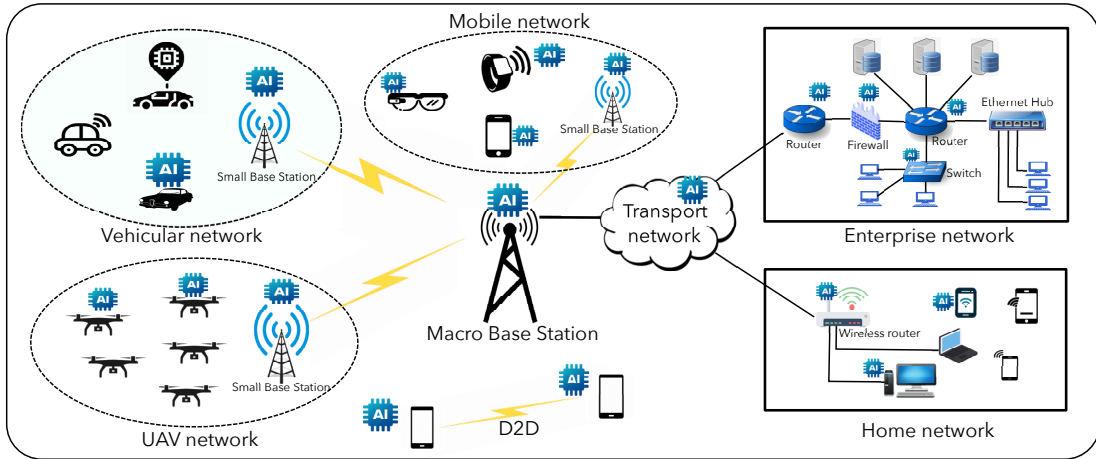 Mobile network
AI
AI
AI
AI
Small Base Station
AI
Small Base Station
AI
Vehicular network
AI
AI
AI
Small Base Station
UAV network
AI
Macro Base Station
AI
AI
D2D
AI
Transport
network
AI
AI
AI
Ethernet Hub
Router
Firewall
Router
AI
Switch
Enterprise network
AI
Wireless router
AI
AI
Home network